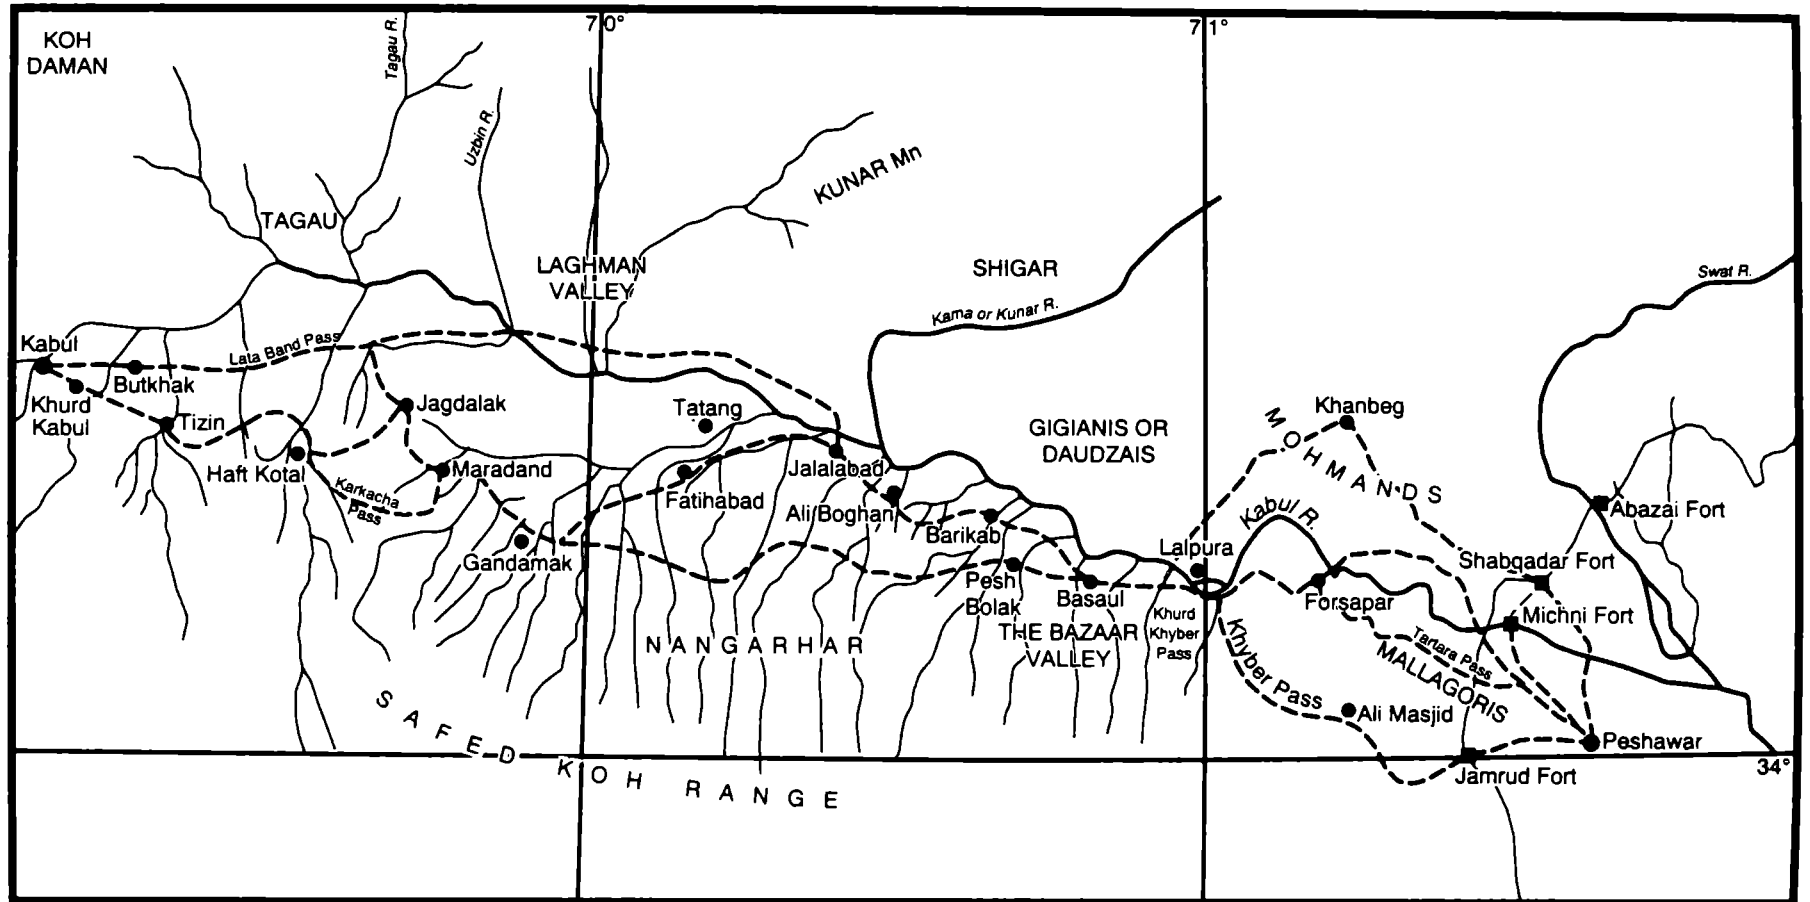 70°
71°
KOH
DAMAN
Tagau R.
Uzbin R.
KUNAR Mn
TAGAU
LAGHMAN
VALLEY
SHIGAR
Kama or Kunar R.
Swat R.
Kabul
Lata Band Pass
Butkhak
Khurd
Kabul
Tizin
Jagdalak
Tatang
Khanbeg
GIGIANIS OR
DAUDZAIS
MOHMANDS
Haft Kotal
Maradand
Karkacha
Pass
Jalalabad
Fatihabad
Ali Boghan
Barikab
Kabul R.
Abazai Fort
Gandamak
Lalpura
Shabqadar Fort
Pesh
Bolak
Basaul
Forsapar
Michni Fort
Khurd
Khyber
Pass
THE BAZAAR
VALLEY
NANGARHAR
Khyber Pass
Tartara Pass
MALLAGORIS
Ali Masjid
Peshawar
SAFED KOH RANGE
Jamrud Fort
34°